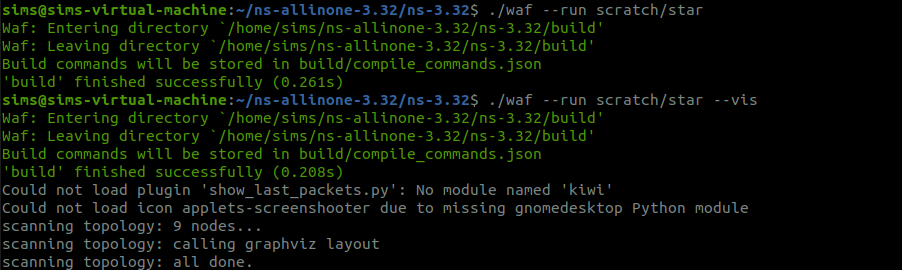 sims@sims-virtual-machine:~/ns-allinone-3.32/ns-3.32$ ./waf --run scratch/star
Waf: Entering directory `/home/sims/ns-allinone-3.32/ns-3.32/build'
Waf: Leaving directory `/home/sims/ns-allinone-3.32/ns-3.32/build'
Build commands will be stored in build/compile_commands.json
'build' finished successfully (0.261s)
sims@sims-virtual-machine:~/ns-allinone-3.32/ns-3.32$ ./waf --run scratch/star --vis
Waf: Entering directory `/home/sims/ns-allinone-3.32/ns-3.32/build'
Waf: Leaving directory `/home/sims/ns-allinone-3.32/ns-3.32/build'
Build commands will be stored in build/compile_commands.json
'build' finished successfully (0.208s)
Could not load plugin 'show_last_packets.py': No module named 'kiwi'
Could not load icon applets-screenshooter due to missing gnomedesktop Python module
scanning topology: 9 nodes...
scanning topology: calling graphviz layout
scanning topology: all done.